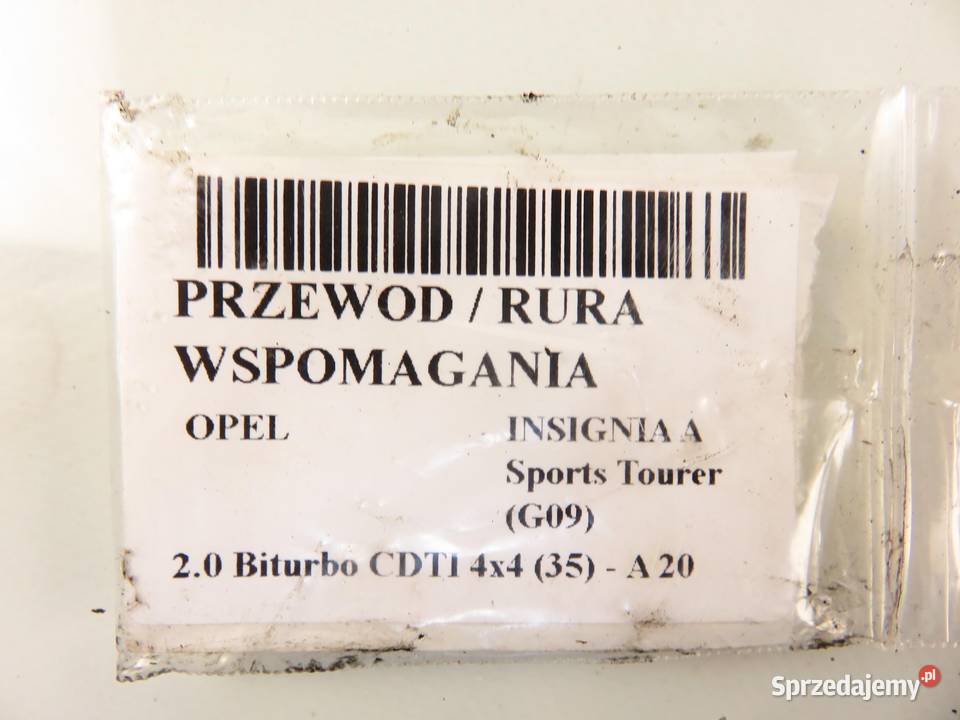 PRZEWOD / RURA
WSPOMAGANIA
OPEL
INSIGNIA A
Sports Tourer
(G09)
2.0 Biturbo CDTI 4x4 (35) - A 20
Sprzedajemy.pl